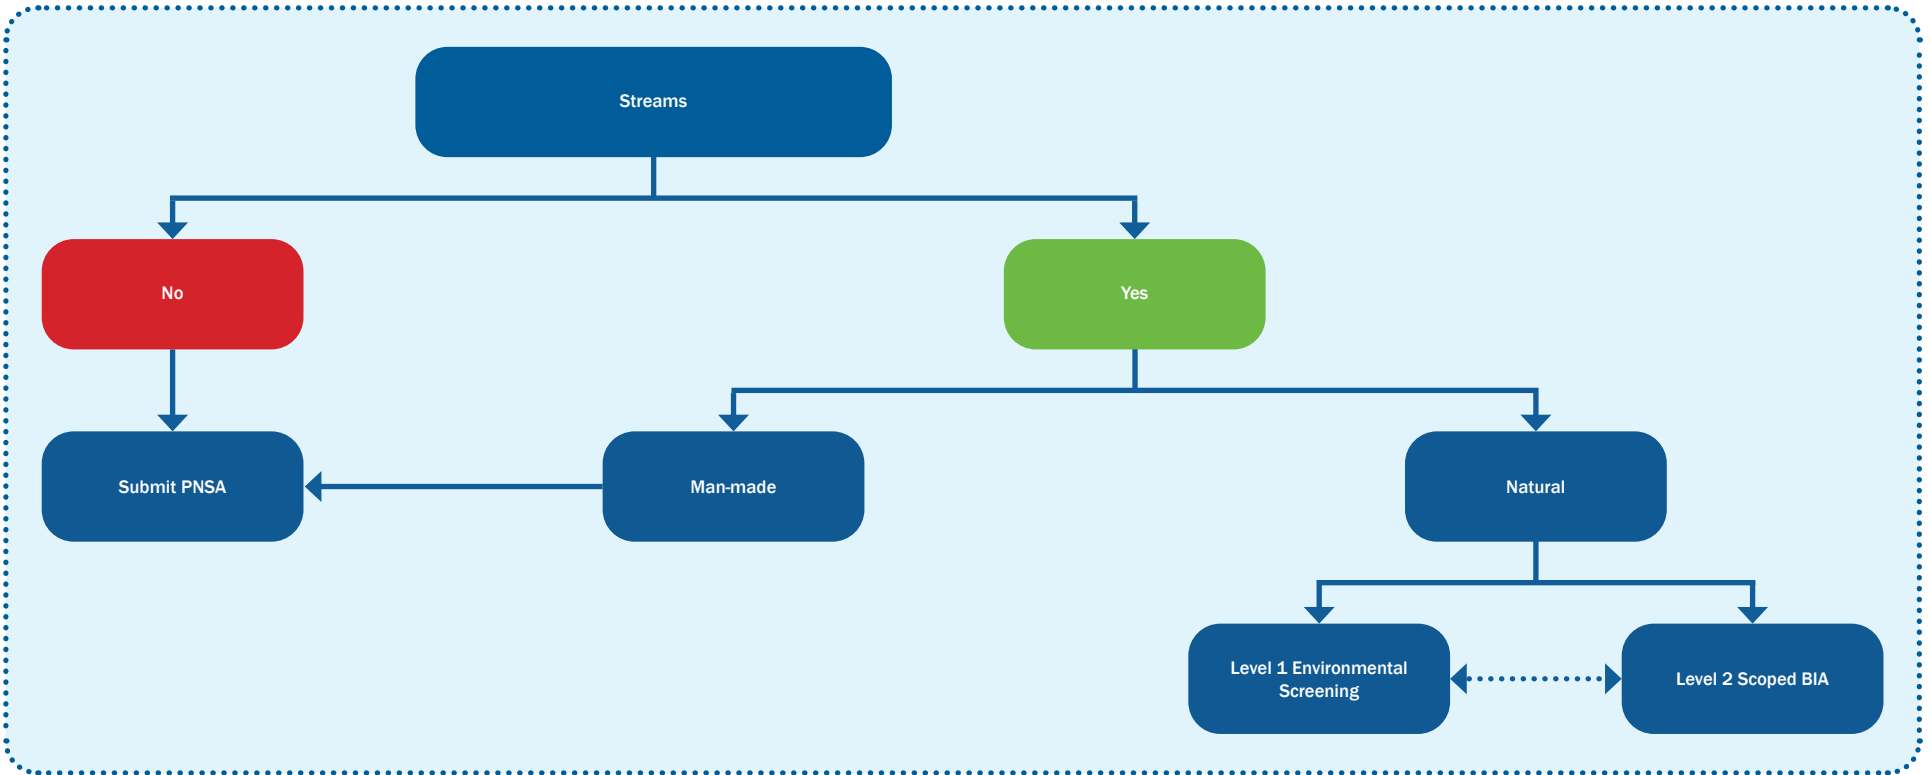 Streams
No
Yes
Submit PNSA
Man-made
Natural
Level 1 Environmental
Screening
Level 2 Scoped BIA